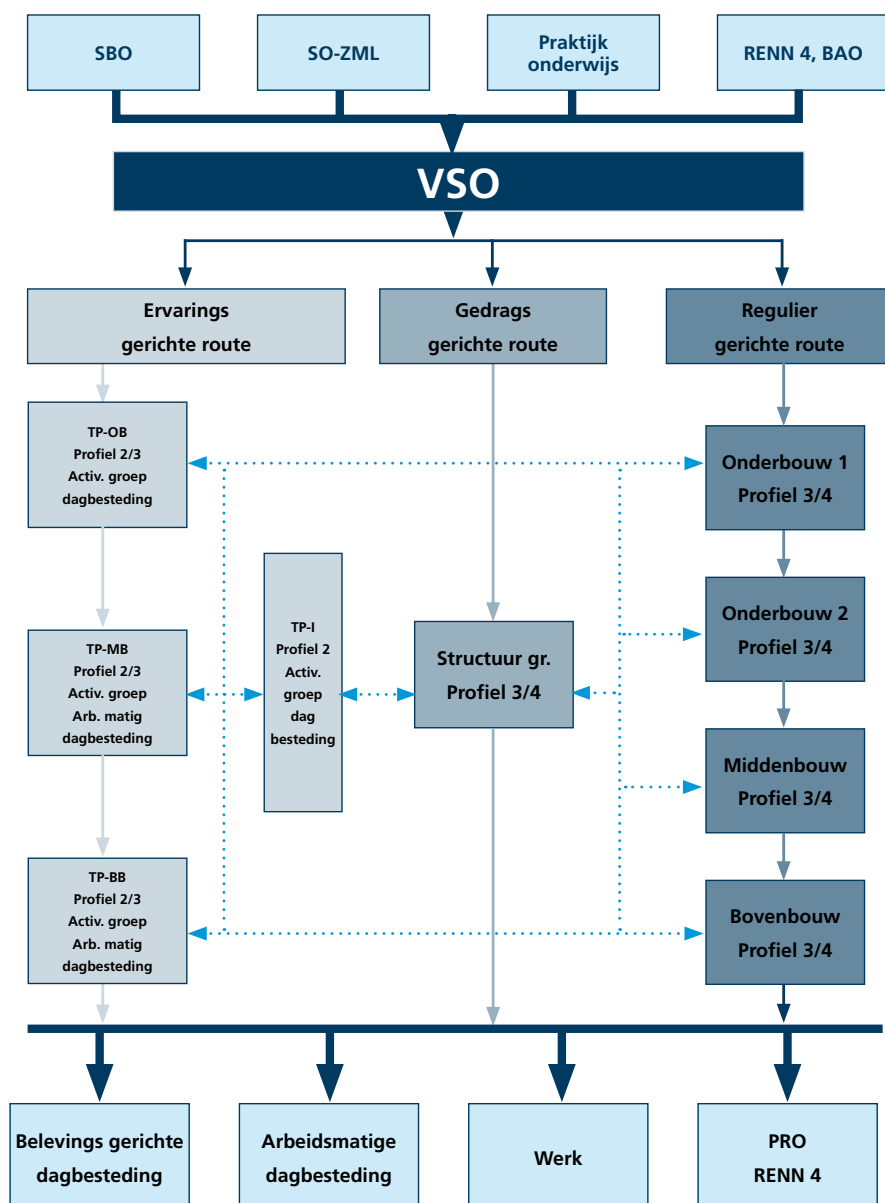 SBO
SO-ZML
Praktijk
onderwijs
RENN 4, BAO
VSO
Ervarings
gerichte route
Gedrags
gerichte route
Regulier
gerichte route
TP-OB
Profiel 2/3
Activ. groep
dagbesteding
Onderbouw 1
Profiel 3/4
TP-I
Profiel 2
Activ.
groep
dag
besteding
Onderbouw 2
Profiel 3/4
TP-MB
Profiel 2/3
Activ. groep
Arb. matig
dagbesteding
Structuur gr.
Profiel 3/4
Middenbouw
Profiel 3/4
TP-BB
Profiel 2/3
Activ. groep
Arb. matig
dagbesteding
Bovenbouw
Profiel 3/4
Belevings gerichte
dagbesteding
Arbeidsmatige
dagbesteding
Werk
PRO
RENN 4